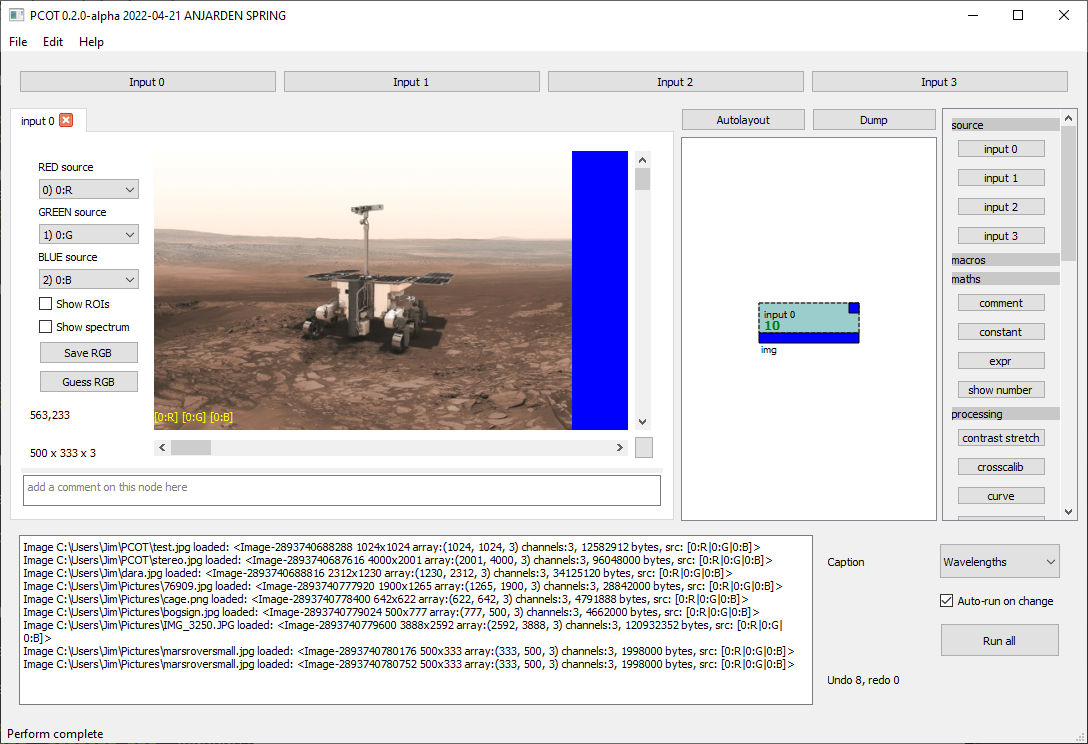 PCOT 0.2.0-alpha 2022-04-21 ANJARDEN SPRING
File Edit Help
Input 0 Input 1 Input 2 Input 3
input 0
RED source
0) 0:R
GREEN source
1) 0:G
BLUE source
2) 0:B
Show ROIs
Show spectrum
Save RGB
Guess RGB
563,233
500 x 333 x 3
[0:R] [0:G] [0:B]
add a comment on this node here
Autolayout Dump
input 0
10
img
source
input 0
input 1
input 2
input 3
macros
maths
comment
constant
expr
show number
processing
contrast stretch
crosscalib
curve
Image C:\Users\Jim\PCOT\test.jpg loaded: <Image-2893740688288 1024x1024 array:(1024, 1024, 3) channels:3, 12582912 bytes, src: [0:R|0:G|0:B]>
Image C:\Users\Jim\PCOT\stereo.jpg loaded: <Image-2893740687616 4000x2001 array:(2001, 4000, 3) channels:3, 96048000 bytes, src: [0:R|0:G|0:B]>
Image C:\Users\Jim\dara.jpg loaded: <Image-2893740688816 2312x1230 array:(1230, 2312, 3) channels:3, 34125120 bytes, src: [0:R|0:G|0:B]>
Image C:\Users\Jim\Pictures\76909.jpg loaded: <Image-2893740777920 1900x1265 array:(1265, 1900, 3) channels:3, 28842000 bytes, src: [0:R|0:G|0:B]>
Image C:\Users\Jim\Pictures\cage.png loaded: <Image-2893740778400 642x622 array:(622, 642, 3) channels:3, 4791888 bytes, src: [0:R|0:G|0:B]>
Image C:\Users\Jim\Pictures\bogsign.jpg loaded: <Image-2893740779024 500x777 array:(777, 500, 3) channels:3, 4662000 bytes, src: [0:R|0:G|0:B]>
Image C:\Users\Jim\Pictures\IMG_3250.JPG loaded: <Image-2893740779600 3888x2592 array:(2592, 3888, 3) channels:3, 120932352 bytes, src: [0:R|0:G|
0:B]>
Image C:\Users\Jim\Pictures\marsroversmall.jpg loaded: <Image-2893740780176 500x333 array:(333, 500, 3) channels:3, 1998000 bytes, src: [0:R|0:G|0:B]>
Image C:\Users\Jim\Pictures\marsroversmall.jpg loaded: <Image-2893740780752 500x333 array:(333, 500, 3) channels:3, 1998000 bytes, src: [0:R|0:G|0:B]>
Caption Wavelengths
Auto-run on change
Run all
Undo 8, redo 0
Perform complete